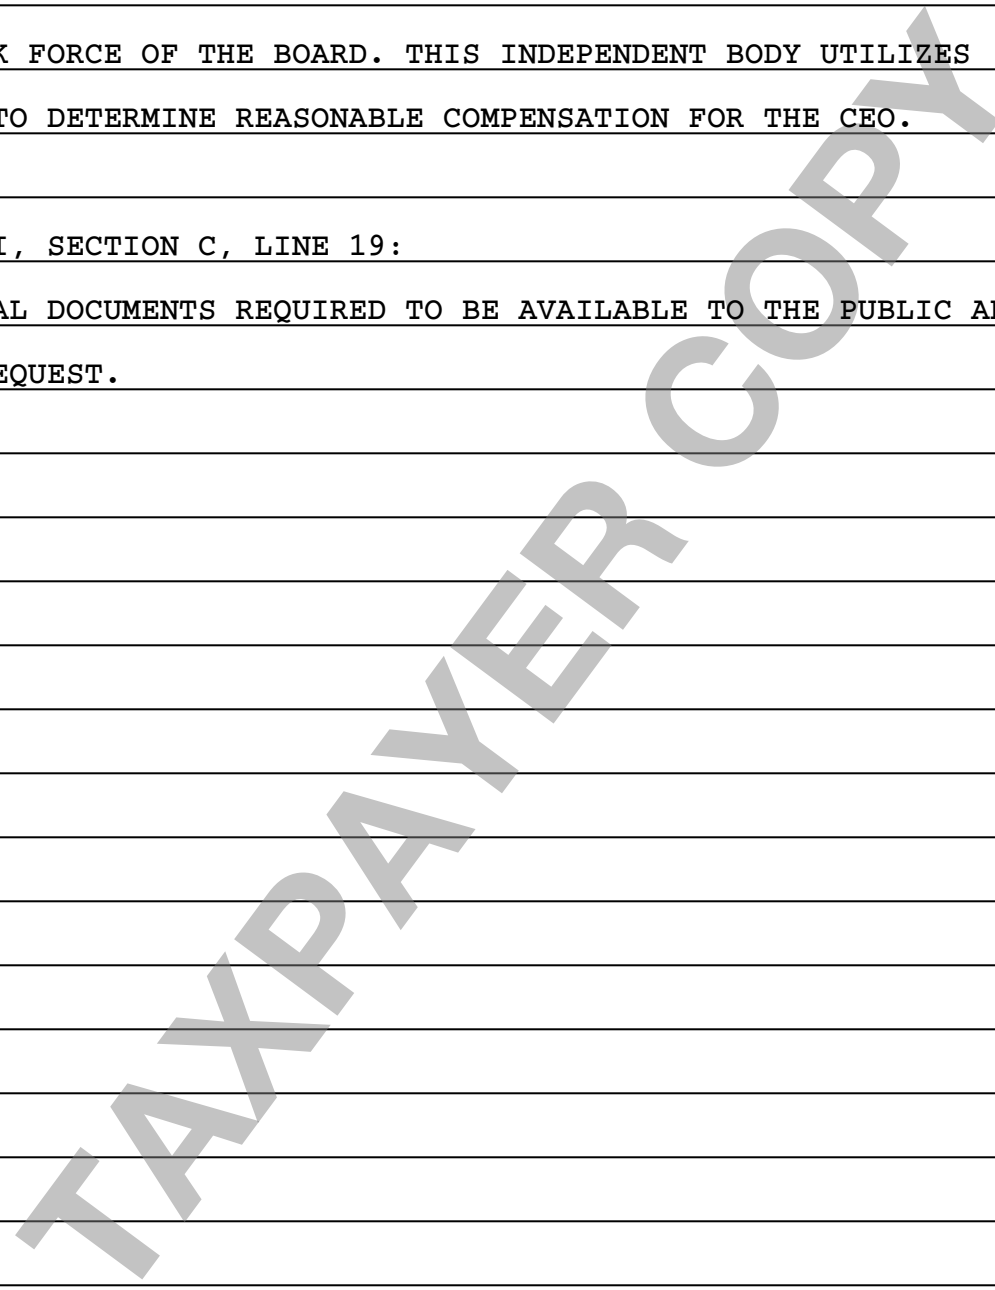 K FORCE OF THE BOARD. THIS INDEPENDENT BODY UTILIZES
TO DETERMINE REASONABLE COMPENSATION FOR THE CEO.
I, SECTION C, LINE 19:
AL DOCUMENTS REQUIRED TO BE AVAILABLE TO THE PUBLIC
EQUEST.
TAXPAYER COPY